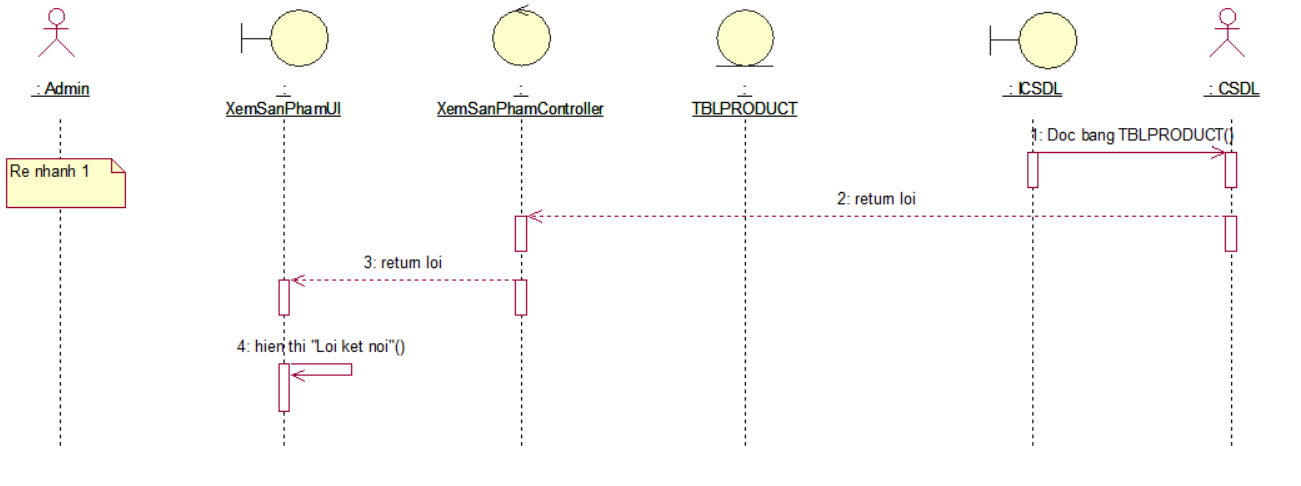 : Admin
:
XemSanPhamUI
:
XemSanPhamController
:
TBLPRODUCT
: ICSDL
: CSDL
Re nhanh 1
1: Doc bang TBLPRODUCT()
2: return loi
3: return loi
4: hien thi "Loi ket noi"()